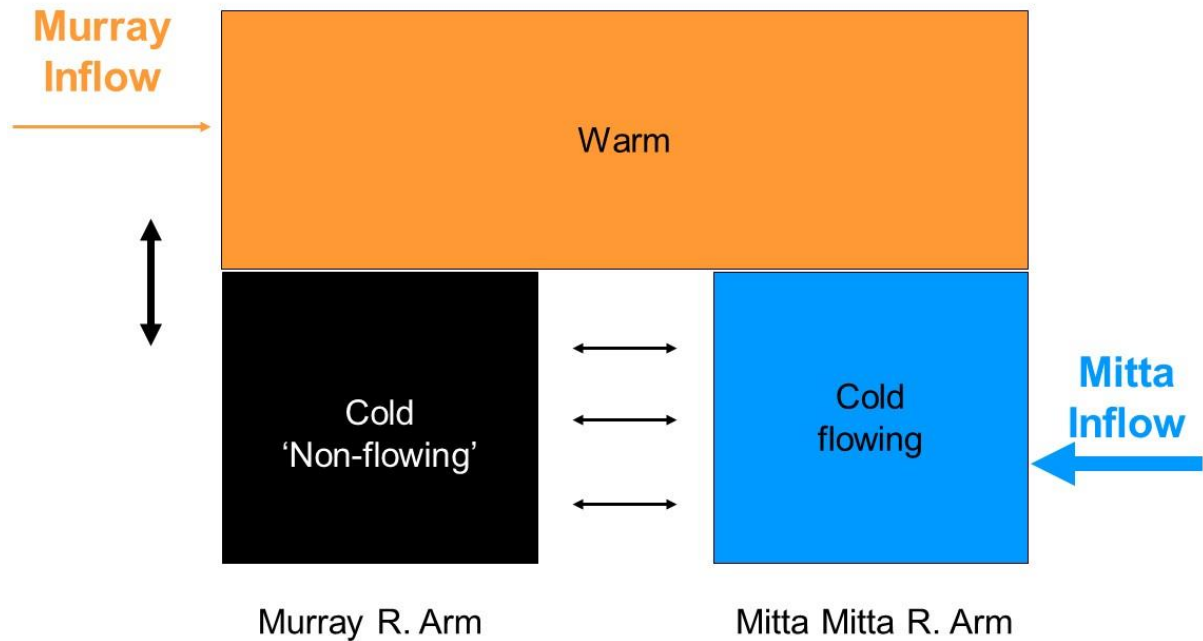 Murray
Inflow
Warm
Cold
‘Non-flowing’
Cold
flowing
Mitta
Inflow
Murray R. Arm
Mitta Mitta R. Arm